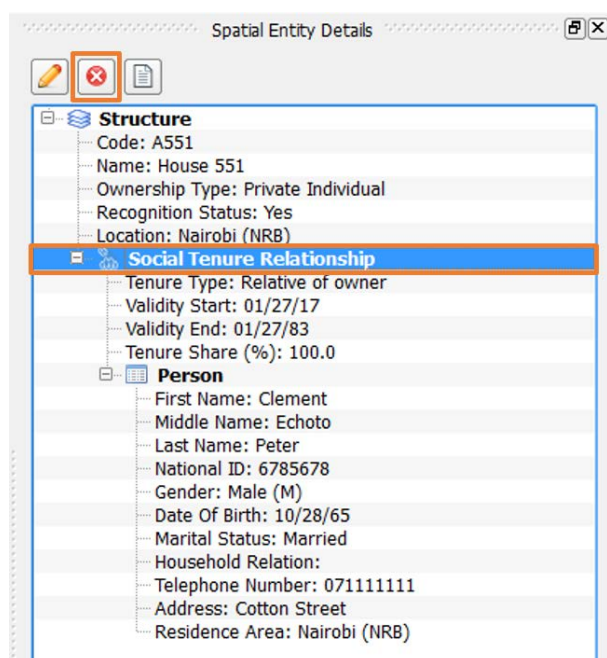 Spatial Entity Details
Structure
Code: A551
Name: House 551
Ownership Type: Private Individual
Recognition Status: Yes
Location: Nairobi (NRB)
Social Tenure Relationship
Tenure Type: Relative of owner
Validity Start: 01/27/17
Validity End: 01/27/83
Tenure Share (%): 100.0
Person
First Name: Clement
Middle Name: Echoto
Last Name: Peter
National ID: 6785678
Gender: Male (M)
Date Of Birth: 10/28/65
Marital Status: Married
Household Relation:
Telephone Number: 071111111
Address: Cotton Street
Residence Area: Nairobi (NRB)